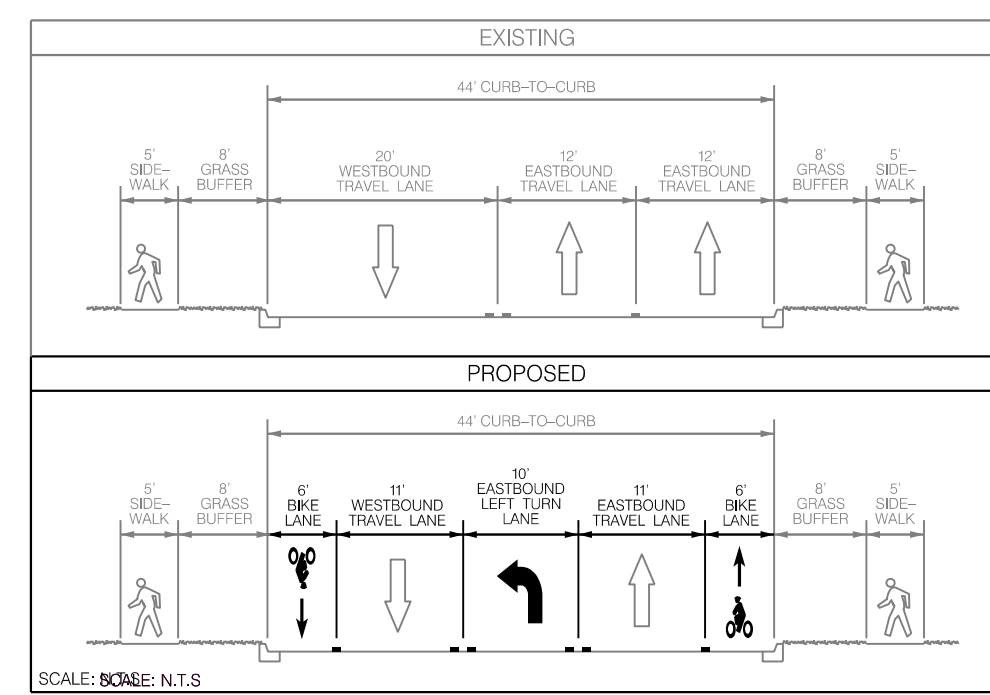 EXISTING
44' CURB–TO–CURB
5'
SIDE–
WALK
8'
GRASS
BUFFER
20'
WESTBOUND
TRAVEL LANE
12'
EASTBOUND
TRAVEL LANE
12'
EASTBOUND
TRAVEL LANE
8'
GRASS
BUFFER
5'
SIDE–
WALK
PROPOSED
44' CURB–TO–CURB
5'
SIDE–
WALK
8'
GRASS
BUFFER
6'
BIKE
LANE
11'
WESTBOUND
TRAVEL LANE
10'
EASTBOUND
LEFT TURN
LANE
11'
EASTBOUND
TRAVEL LANE
6'
BIKE
LANE
8'
GRASS
BUFFER
5'
SIDE–
WALK
SCALE: N.T.S
SCALE: N.T.S